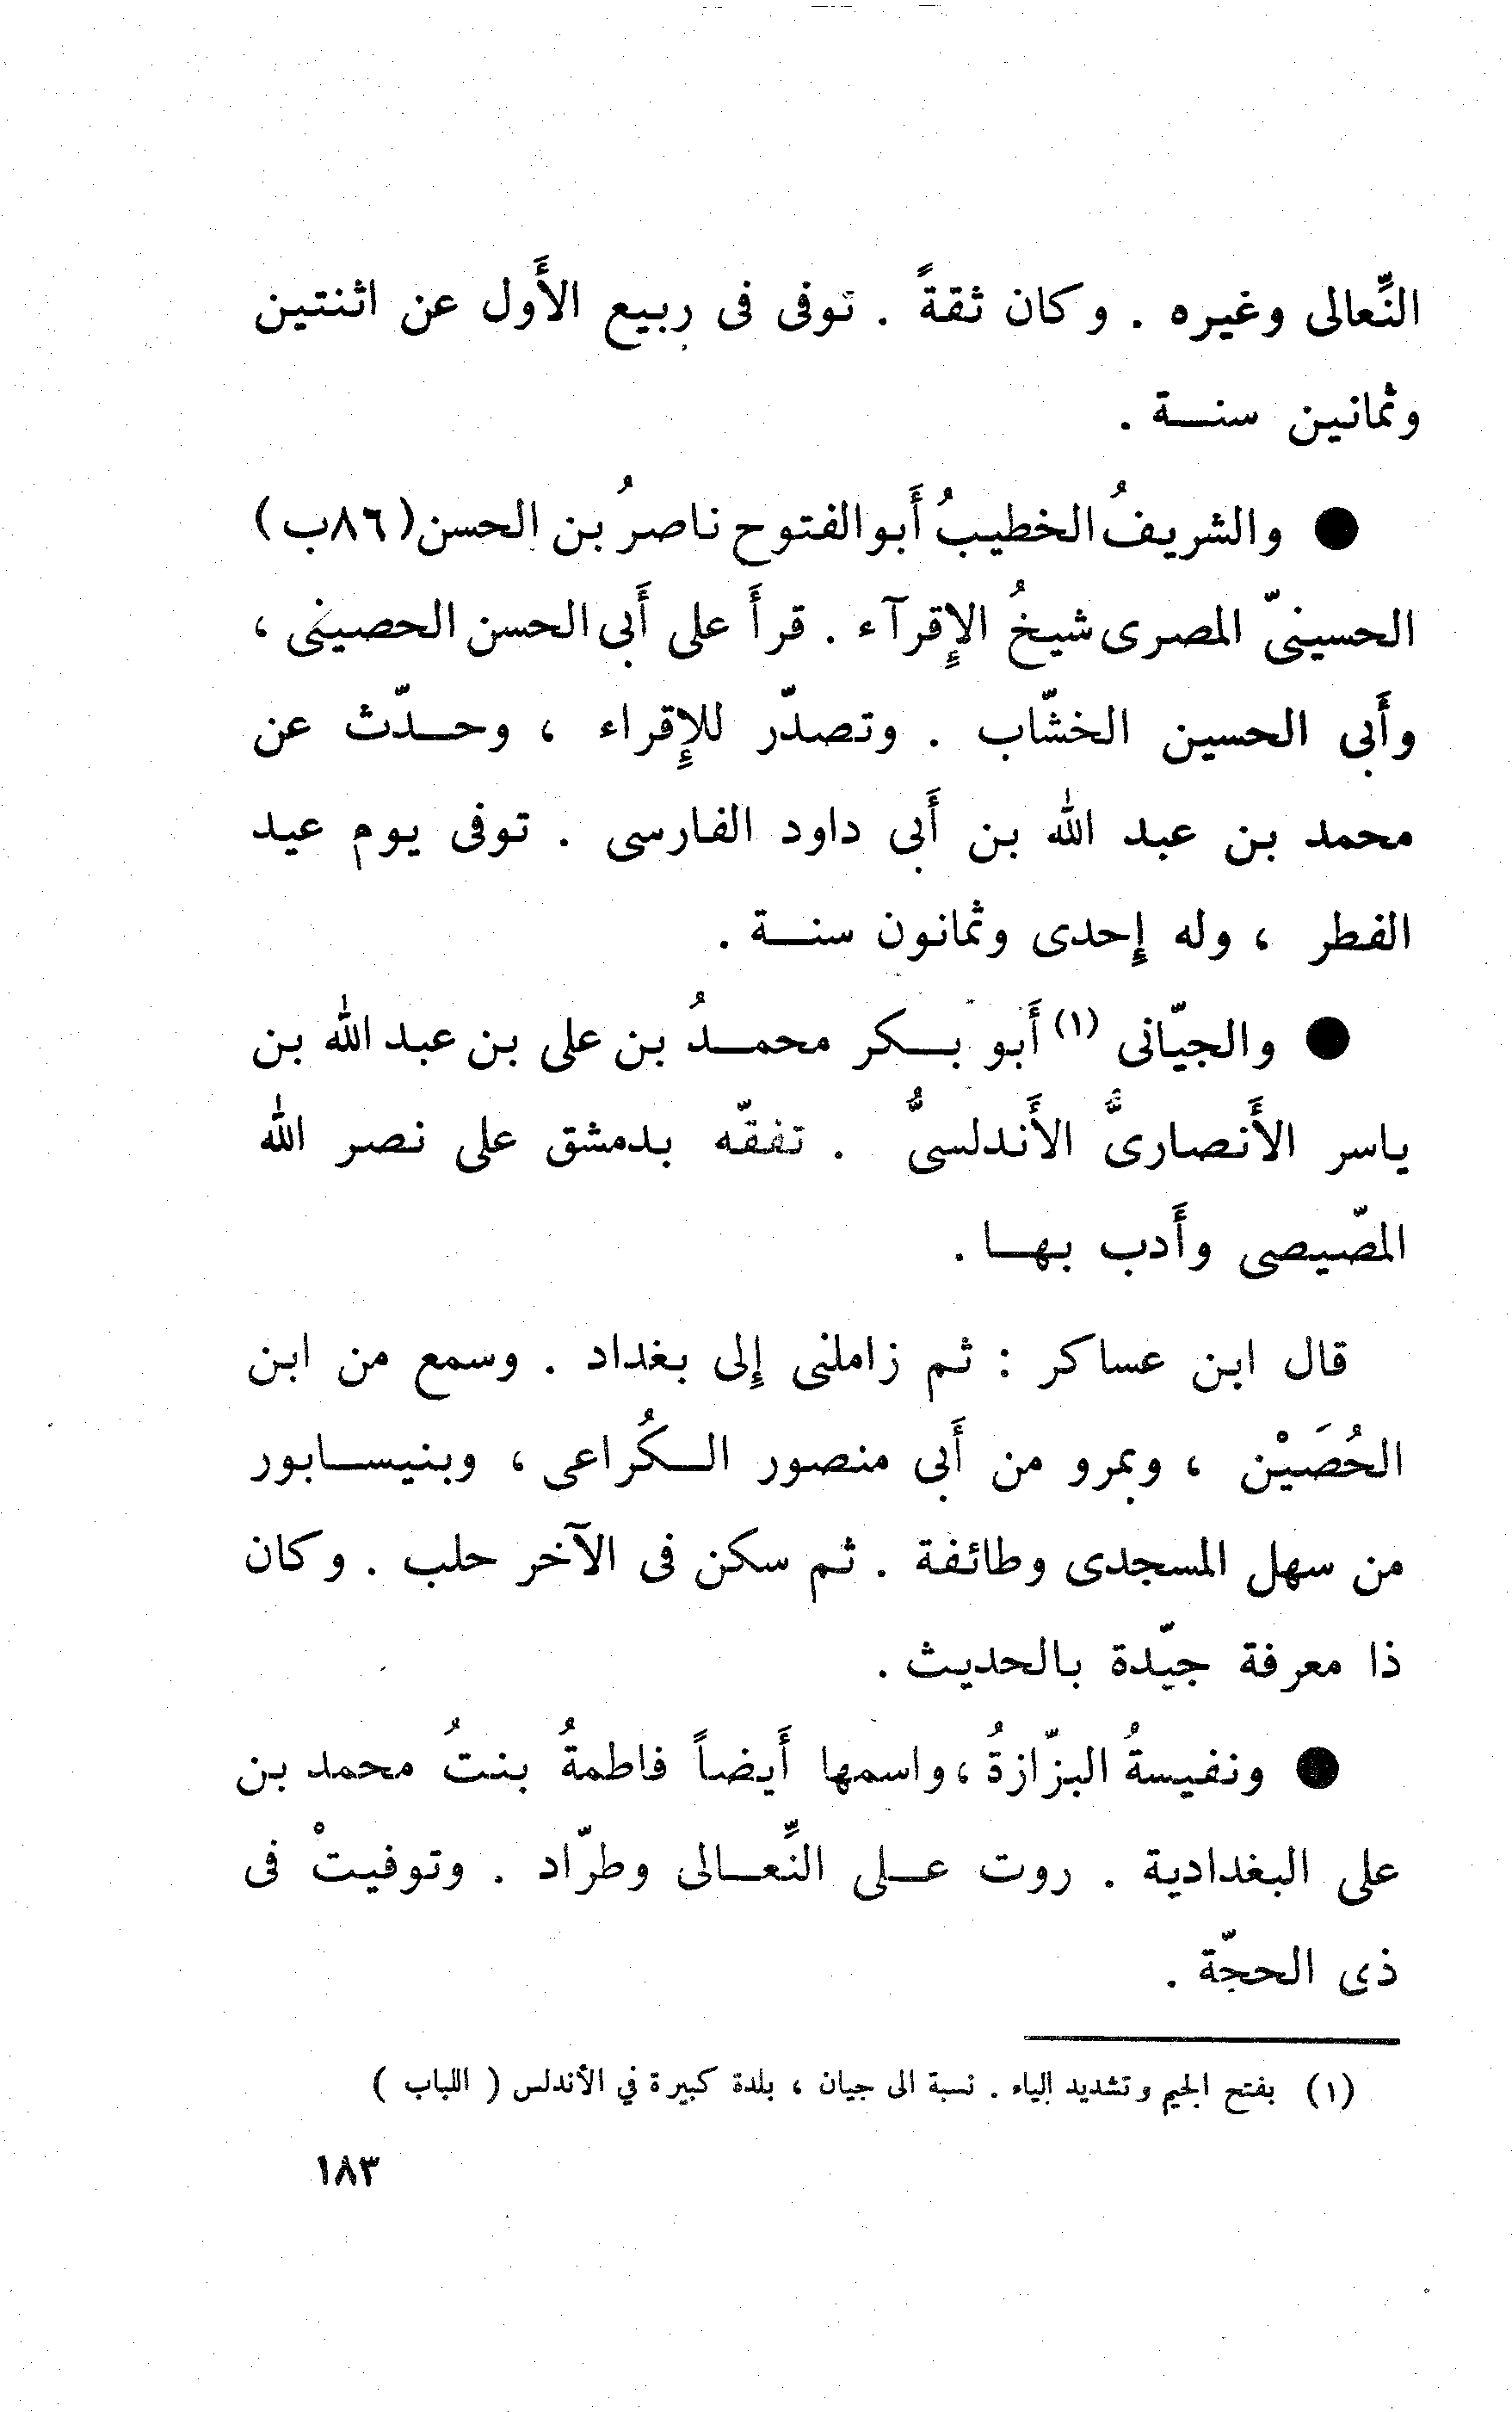 النِّعالى وغيره . وكان ثقةً . توفى فى ربيع الأَول عن اثنتين
وثمانين سنــة .
● والشريفُ الخطيبُ أَبو الفتوح ناصرُ بن الحسن (٨٦ب)
الحسينىّ المصرى شيخُ الإِقرآء . قرأَ على أَبى الحسن الحصينى ،
وأَبى الحسين الخشّاب . وتصدّر للإِقراء ، وحــدّث عن
محمد بن عبد الله بن أَبى داود الفارسى . توفى يوم عيد
الفطر ، وله إِحدى وثمانون سنــة .
● والجيّانى (١) أَبو بــكر محمــدُ بن على بن عبد الله بن
ياسر الأَنصارىُّ الأَندلسىُّ . تفقّه بدمشق على نصر الله
المصّيصى وأَدب بهــا .
قال ابن عساكر : ثم زاملنى إِلى بغداد . وسمع من ابن
الحُصَيْن ، وبمرو من أَبى منصور الــكُراعى ، وبنيســابور
من سهل المسجدى وطائفة . ثم سكن فى الآخر حلب . وكان
ذا معرفة جيّدة بالحديث .
● ونفيسةُ البزّازةُ ، واسمها أَيضاً فاطمةُ بنتُ محمد بن
على البغدادية . روت عــلى النِّعــالى وطرّاد . وتوفيتْ فى
ذى الحجّة .
(١) بفتح الجيم وتشديد الياء . نسبة الى جيان ، بلدة كبيرة في الأندلس ( اللباب )
١٨٣